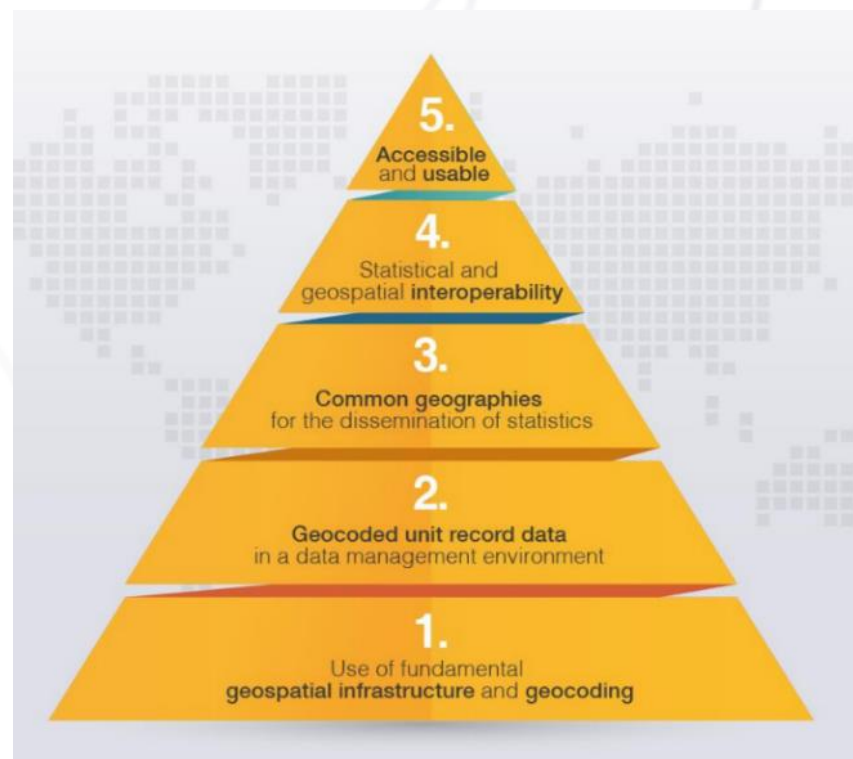 5.
Accessible
and usable
4.
Statistical and
geospatial interoperability
3.
Common geographies
for the dissemination of statistics
2.
Geocoded unit record data
in a data management environment
1.
Use of fundamental
geospatial infrastructure and geocoding